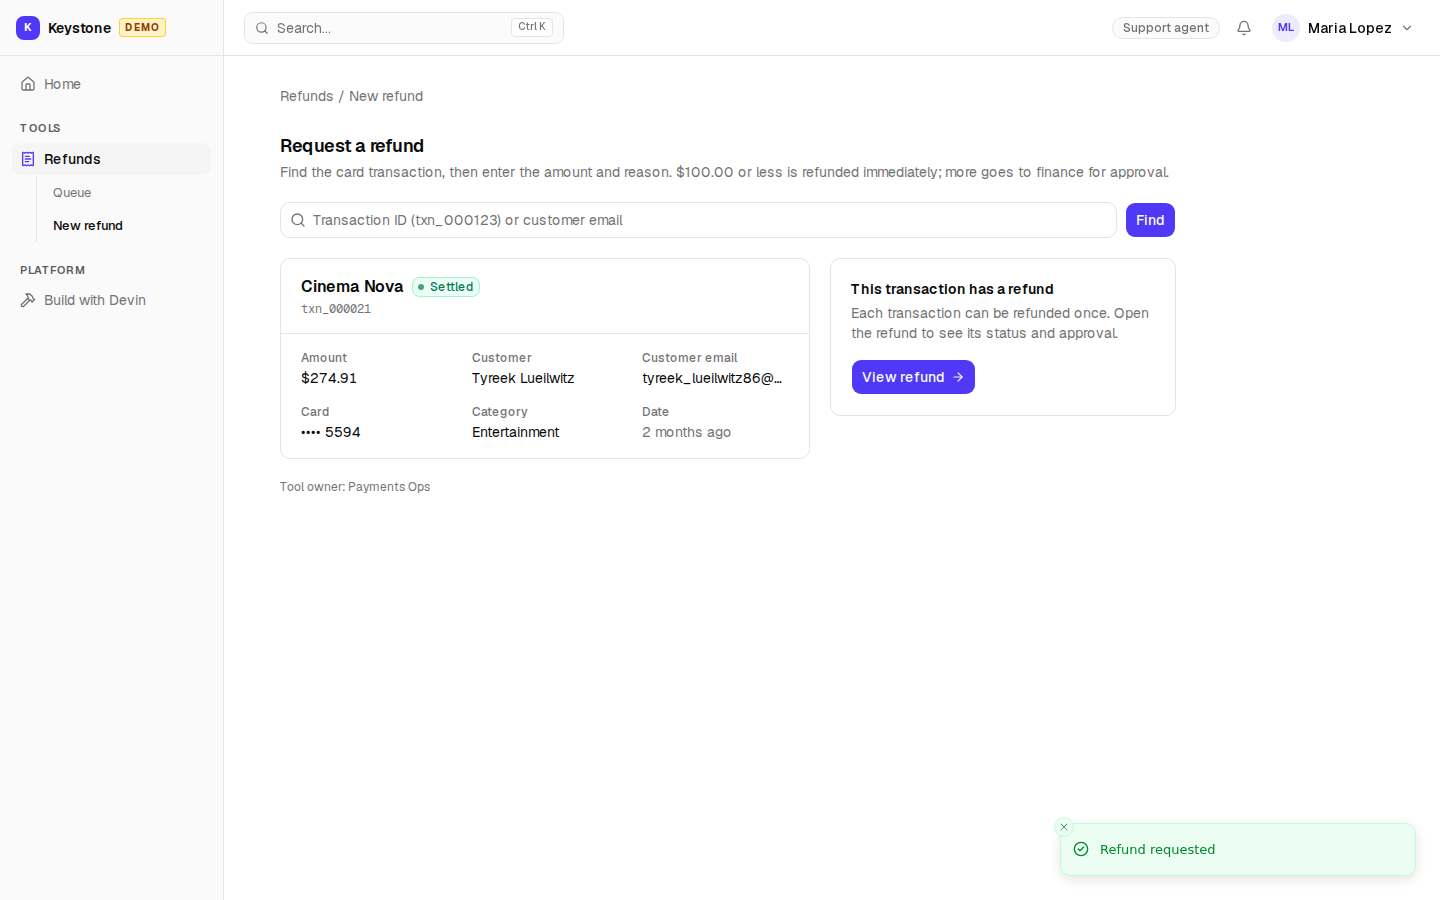 K Keystone DEMO
Search... Ctrl K
Support agent
ML Maria Lopez
Home
TOOLS
Refunds
Queue
New refund
PLATFORM
Build with Devin
Refunds / New refund
Request a refund
Find the card transaction, then enter the amount and reason. $100.00 or less is refunded immediately; more goes to finance for approval.
Transaction ID (txn_000123) or customer email
Find
Cinema Nova Settled
txn_000021
Amount Customer Customer email
$274.91 Tyreek Lueilwitz tyreek_lueilwitz86@...
Card Category Date
•••• 5594 Entertainment 2 months ago
This transaction has a refund
Each transaction can be refunded once. Open
the refund to see its status and approval.
View refund
Tool owner: Payments Ops
Refund requested